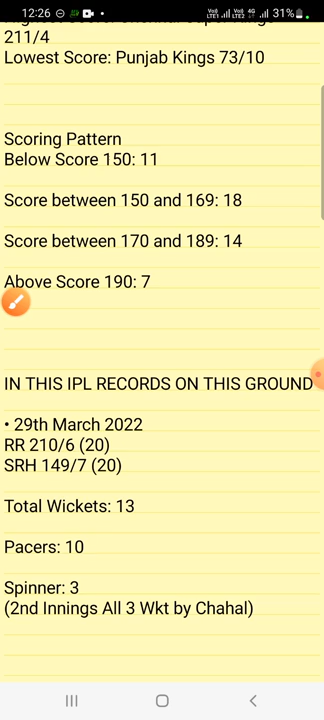 12:26
31%
211/4
Lowest Score: Punjab Kings 73/10
Scoring Pattern
Below Score 150: 11
Score between 150 and 169: 18
Score between 170 and 189: 14
Above Score 190: 7
IN THIS IPL RECORDS ON THIS GROUND
• 29th March 2022
RR 210/6 (20)
SRH 149/7 (20)
Total Wickets: 13
Pacers: 10
Spinner: 3
(2nd Innings All 3 Wkt by Chahal)